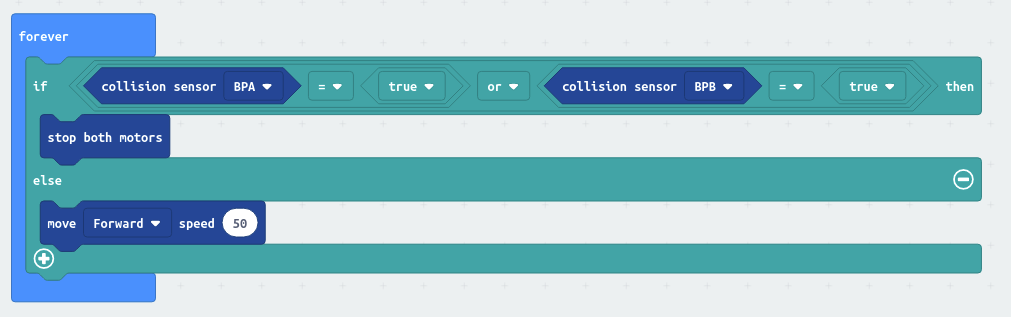 forever
if collision sensor BPA = true or collision sensor BPB = true then
stop both motors
else
move Forward speed 50